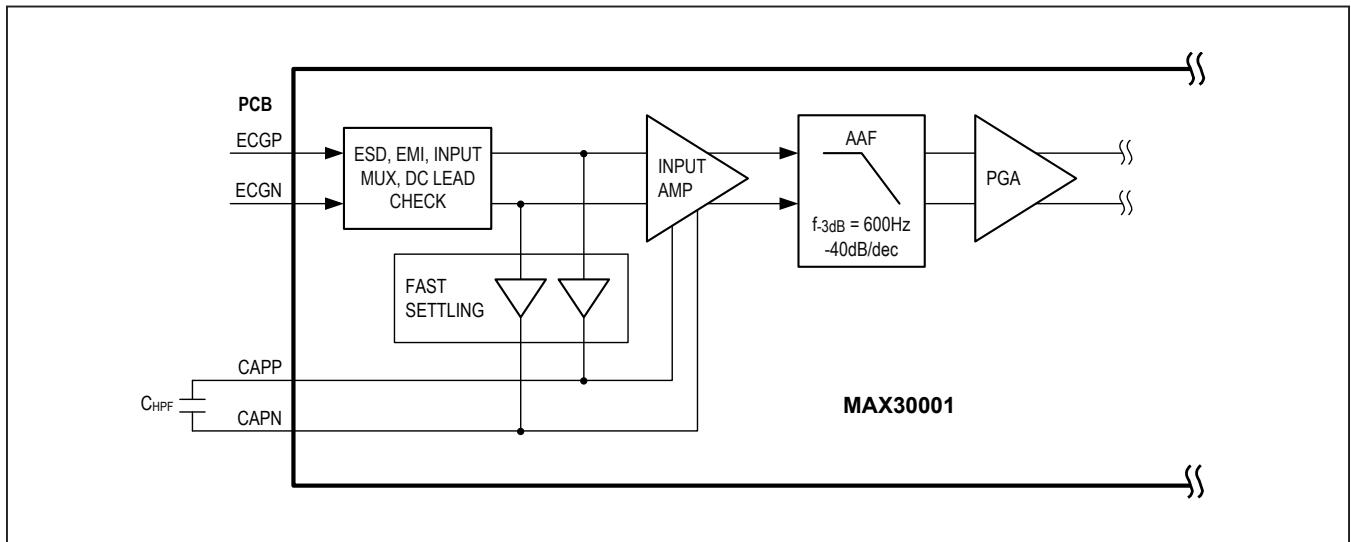 PCB
ECGP
ECGN
ESD, EMI, INPUT
MUX, DC LEAD
CHECK
INPUT
AMP
AAF
f-3dB = 600Hz
-40dB/dec
PGA
FAST
SETTLING
CAPP
CHPF
CAPN
MAX30001